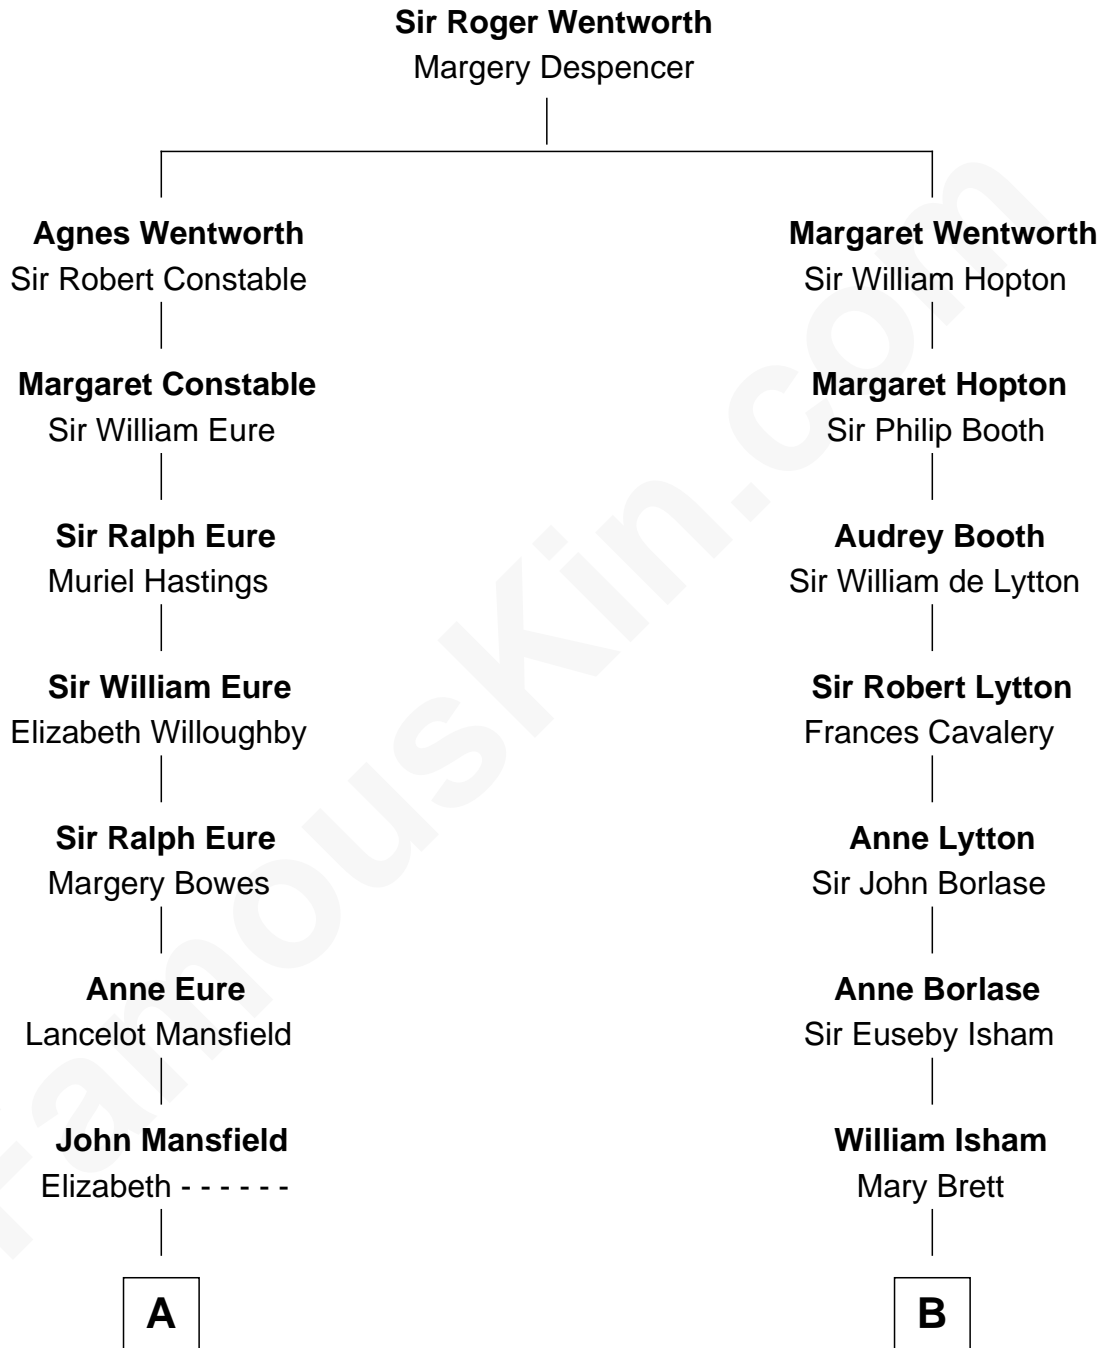 Sir Roger Wentworth
Margery Despencer
Agnes Wentworth
Sir Robert Constable
Margaret Constable
Sir William Eure
Sir Ralph Eure
Muriel Hastings
Sir William Eure
Elizabeth Willoughby
Sir Ralph Eure
Margery Bowes
Anne Eure
Lancelot Mansfield
John Mansfield
Elizabeth - - - - - -
A
Margaret Wentworth
Sir William Hopton
Margaret Hopton
Sir Philip Booth
Audrey Booth
Sir William de Lytton
Sir Robert Lytton
Frances Cavalery
Anne Lytton
Sir John Borlase
Anne Borlase
Sir Euseby Isham
William Isham
Mary Brett
B
FamousKin.com